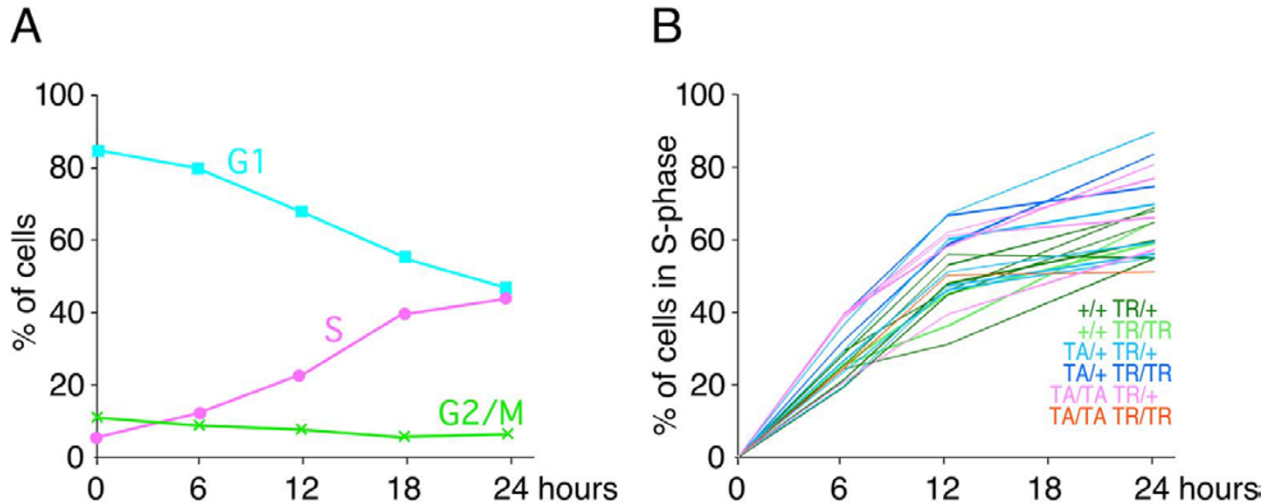 A
100
80
60
40
20
0
% of cells
G1
S
G2/M
0 6 12 18 24 hours
B
100
80
60
40
20
0
% of cells in S-phase
+/+ TR/+
+/+ TR/TR
TA/+ TR/+
TA/+ TR/TR
TA/TA TR/+
TA/TA TR/TR
0 6 12 18 24 hours